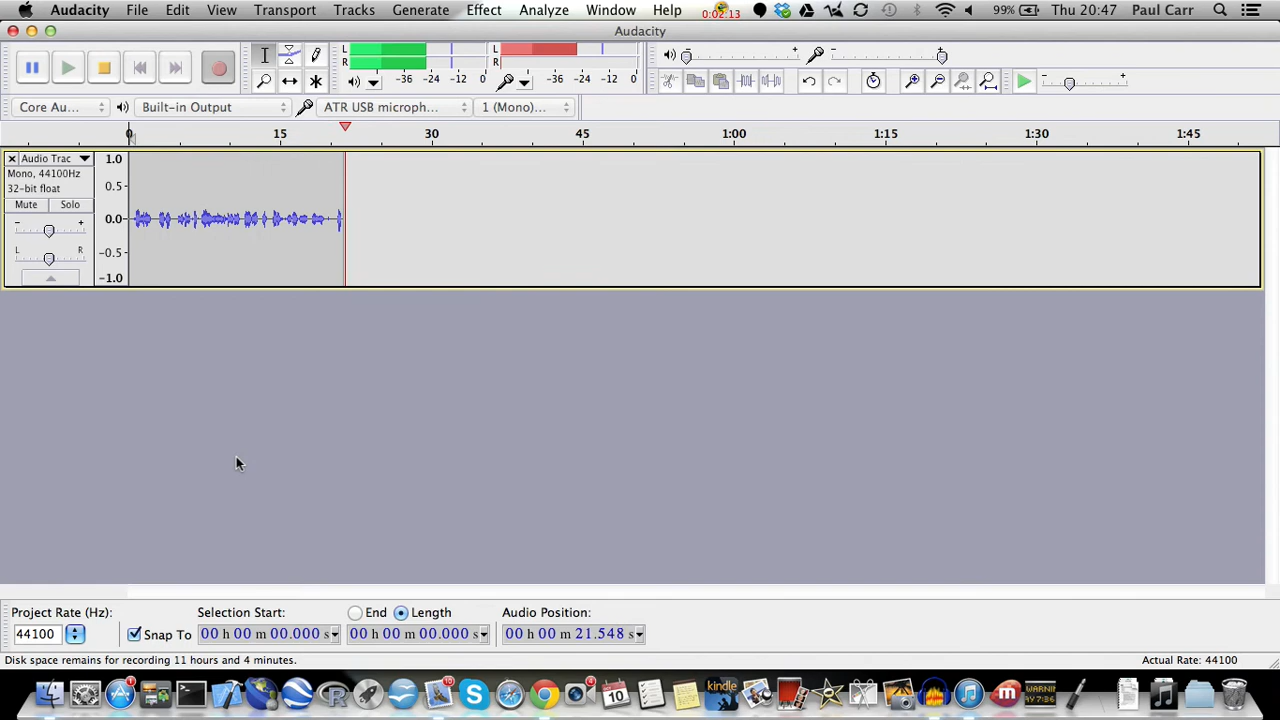 Audacity File Edit View Transport Tracks Generate Effect Analyze Window Help 0:02:13 99% Thu 20:47 Paul Carr
Audacity
L R -36 -24 -12 0 L R -36 -24 -12 0
Core Au... Built-in Output ATR USB microph... 1 (Mono)...
0 15 30 45 1:00 1:15 1:30 1:45
Audio Trac 1.0
Mono, 44100Hz
32-bit float 0.5
Mute Solo
- + 0.0
L R -0.5
-1.0
Project Rate (Hz): Selection Start: End Length Audio Position:
44100 Snap To 00 h 00 m 00.000 s 00 h 00 m 00.000 s 00 h 00 m 21.548 s
Disk space remains for recording 11 hours and 4 minutes. Actual Rate: 44100
10 kindle WARNING